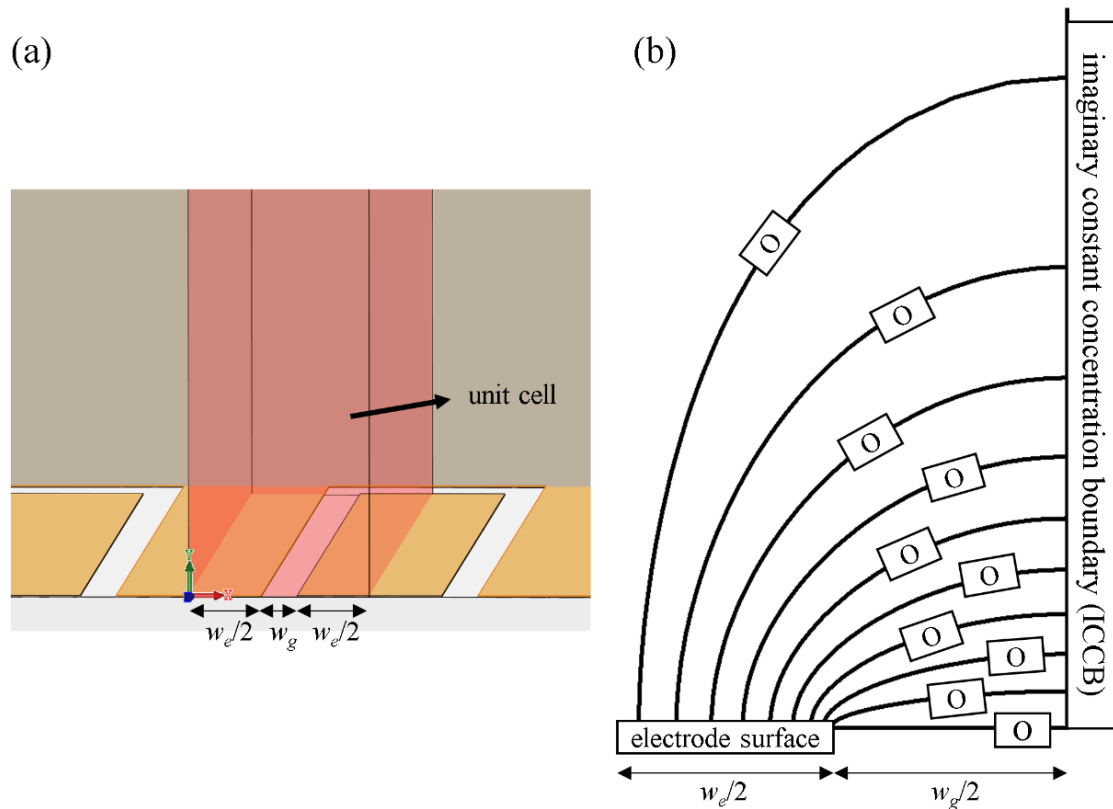 (a)
unit cell
Y
X
w_e/2
w_g
w_e/2
(b)
imaginary constant concentration boundary (ICCB)
O
O
O
O
O
O
O
O
O
O
electrode surface
w_e/2
w_g/2